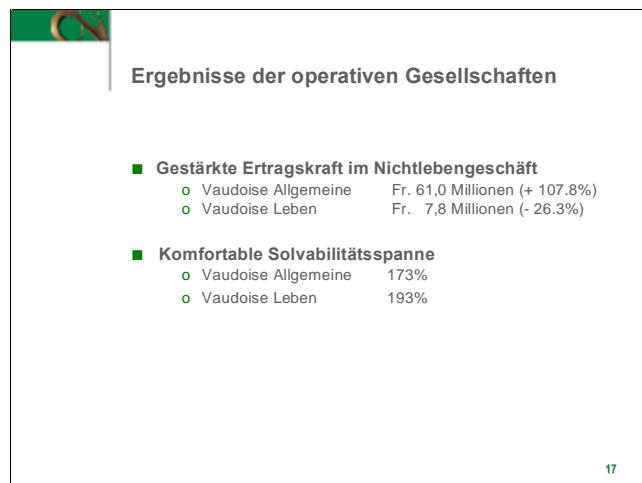 Ergebnisse der operativen Gesellschaften
■ Gestärkte Ertragskraft im Nichtlebengeschäft
o Vaudoise Allgemeine Fr. 61,0 Millionen (+ 107.8%)
o Vaudoise Leben Fr. 7,8 Millionen (- 26.3%)
■ Komfortable Solvabilitätsspanne
o Vaudoise Allgemeine 173%
o Vaudoise Leben 193%
17